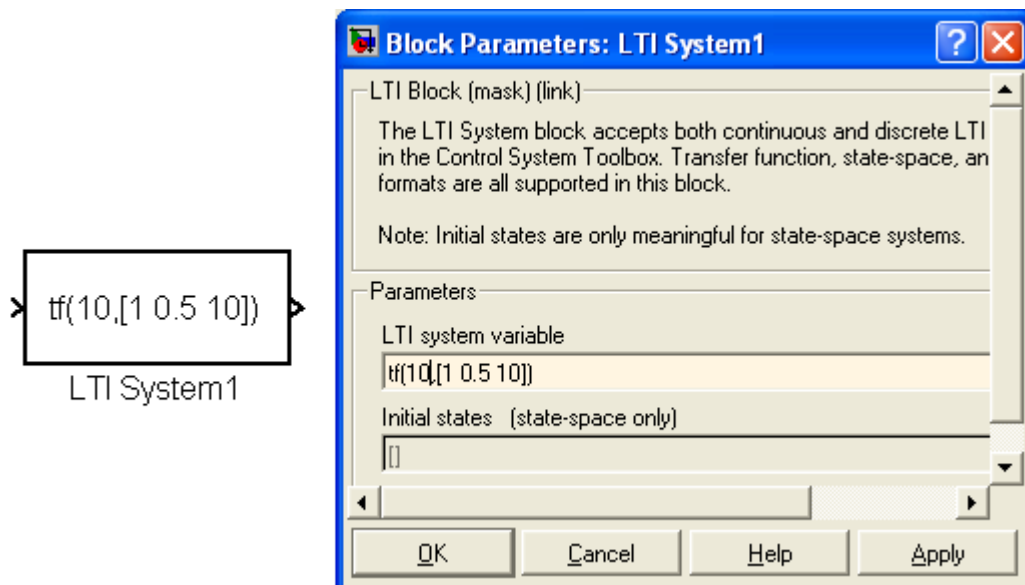 tf(10,[1 0.5 10])
LTI System1
Block Parameters: LTI System1
LTI Block (mask) (link)
The LTI System block accepts both continuous and discrete LTI
in the Control System Toolbox. Transfer function, state-space, an
formats are all supported in this block.
Note: Initial states are only meaningful for state-space systems.
Parameters
LTI system variable
tf(10,[1 0.5 10])
Initial states (state-space only)
[]
OK Cancel Help Apply